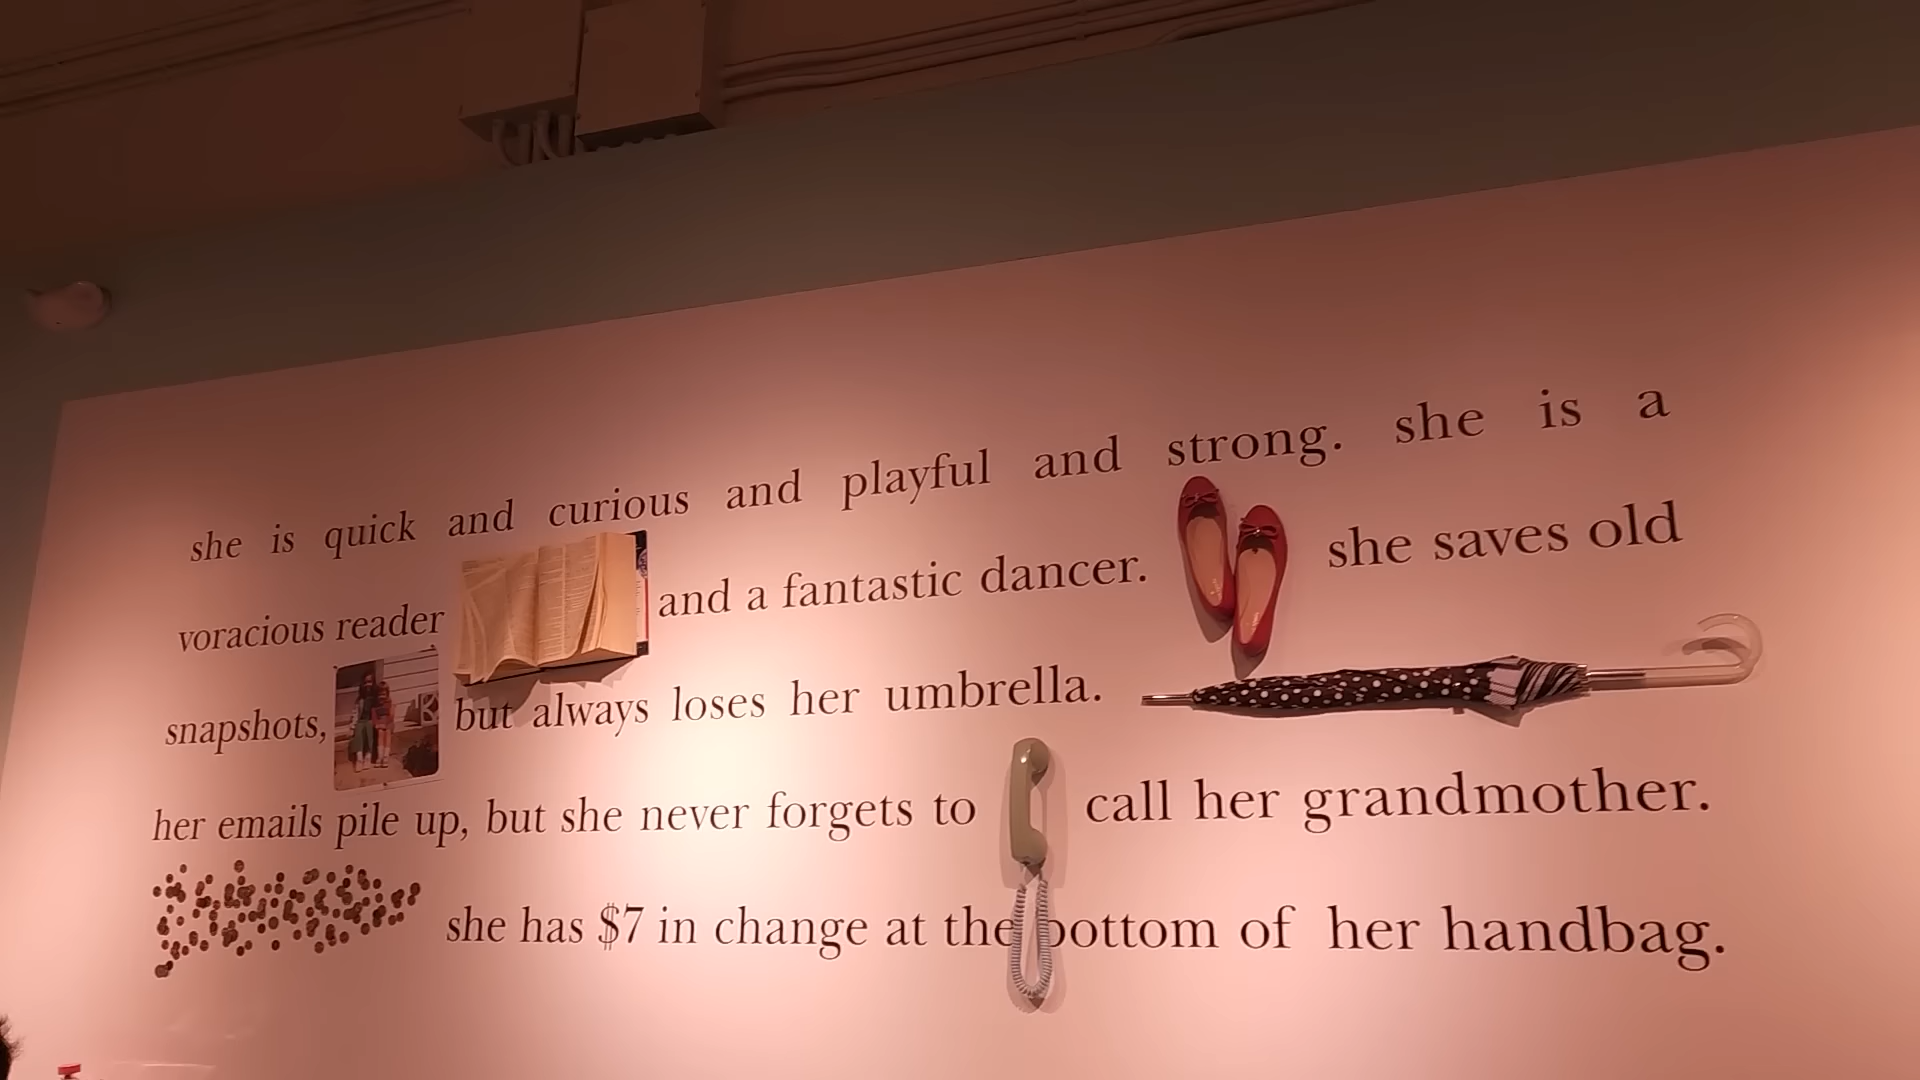 she is quick and curious and playful and strong. she is a
voracious reader and a fantastic dancer. she saves old
snapshots, but always loses her umbrella.
her emails pile up, but she never forgets to call her grandmother.
she has $7 in change at the bottom of her handbag.